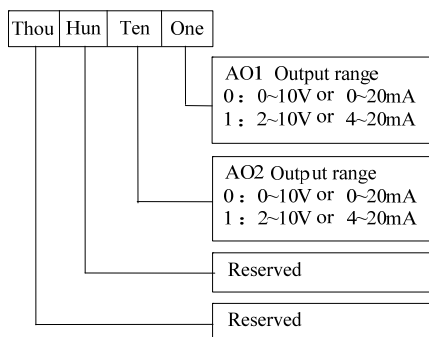 Thou Hun Ten One
AO1 Output range
0：0~10V or 0~20mA
1：2~10V or 4~20mA
AO2 Output range
0：0~10V or 0~20mA
1：2~10V or 4~20mA
Reserved
Reserved